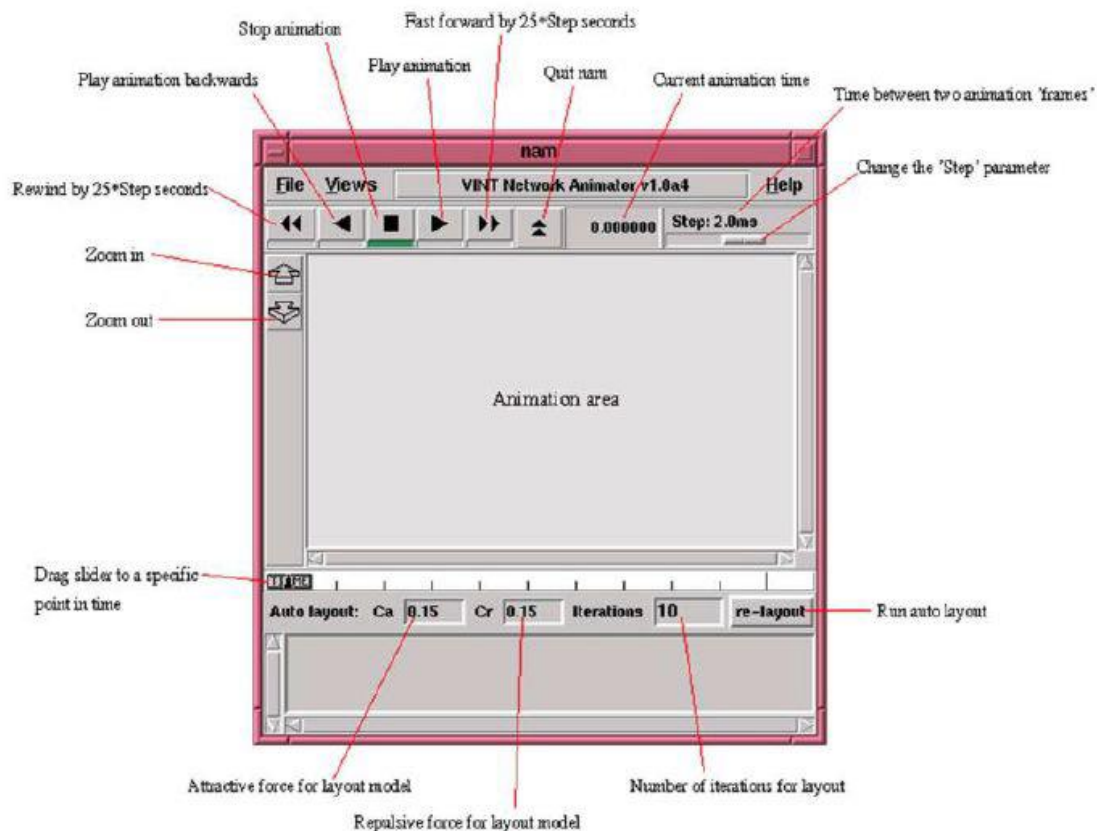 Fast forward by 25*Step seconds
Stop animation
Play animation
Quit nam
Current animation time
Play animation backwards
Time between two animation 'frames'
nam
Change the 'Step' parameter
File Views VINT Network Animator v1.0a4 Help
Rewind by 25*Step seconds
0.000000 Step: 2.0ms
Zoom in
Zoom out
Animation area
Drag slider to a specific
point in time
TIME
Auto layout: Ca 0.15 Cr 0.15 Iterations 10 re-layout
Run auto layout
Attractive force for layout model
Number of iterations for layout
Repulsive force for layout model